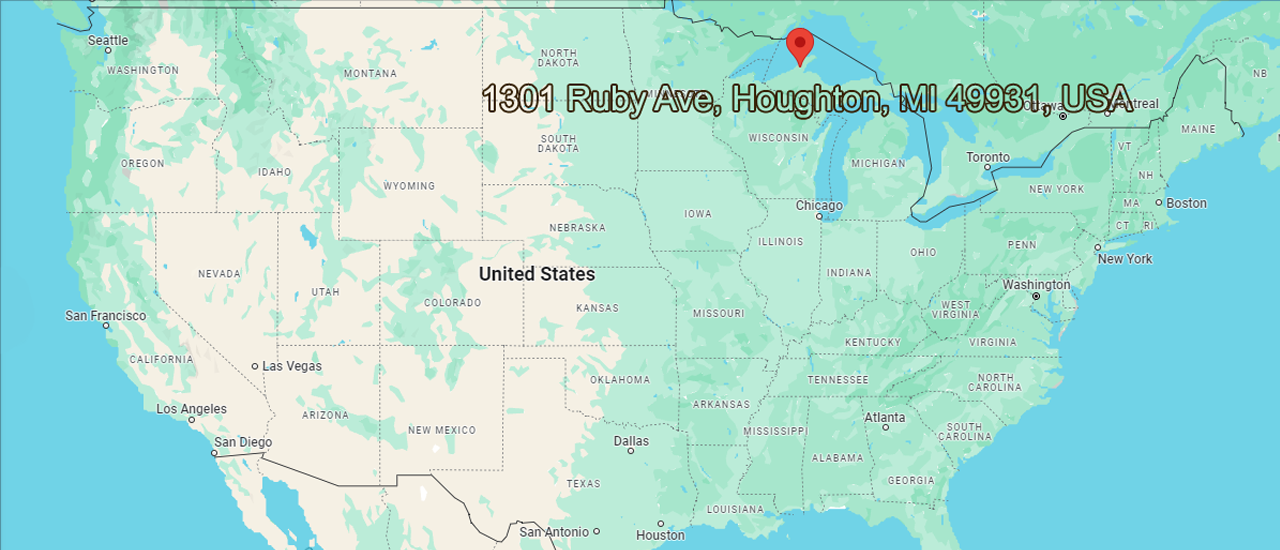 Seattle
WASHINGTON
MONTANA
NORTH
DAKOTA
1301 Ruby Ave, Houghton, MI 49931, USA
Ottawa
Montreal
NB
MAINE
OREGON
IDAHO
WYOMING
SOUTH
DAKOTA
WISCONSIN
MICHIGAN
Toronto
VT
NH
NEW YORK
MA
Boston
CT
RI
IOWA
Chicago
NEBRASKA
ILLINOIS
INDIANA
OHIO
PENN
New York
NEVADA
UTAH
COLORADO
United States
KANSAS
MISSOURI
Washington
WEST
VIRGINIA
San Francisco
KENTUCKY
VIRGINIA
CALIFORNIA
Las Vegas
OKLAHOMA
TENNESSEE
NORTH
CAROLINA
Los Angeles
ARIZONA
NEW MEXICO
ARKANSAS
Atlanta
San Diego
Dallas
MISSISSIPPI
SOUTH
CAROLINA
ALABAMA
TEXAS
GEORGIA
LOUISIANA
San Antonio
Houston